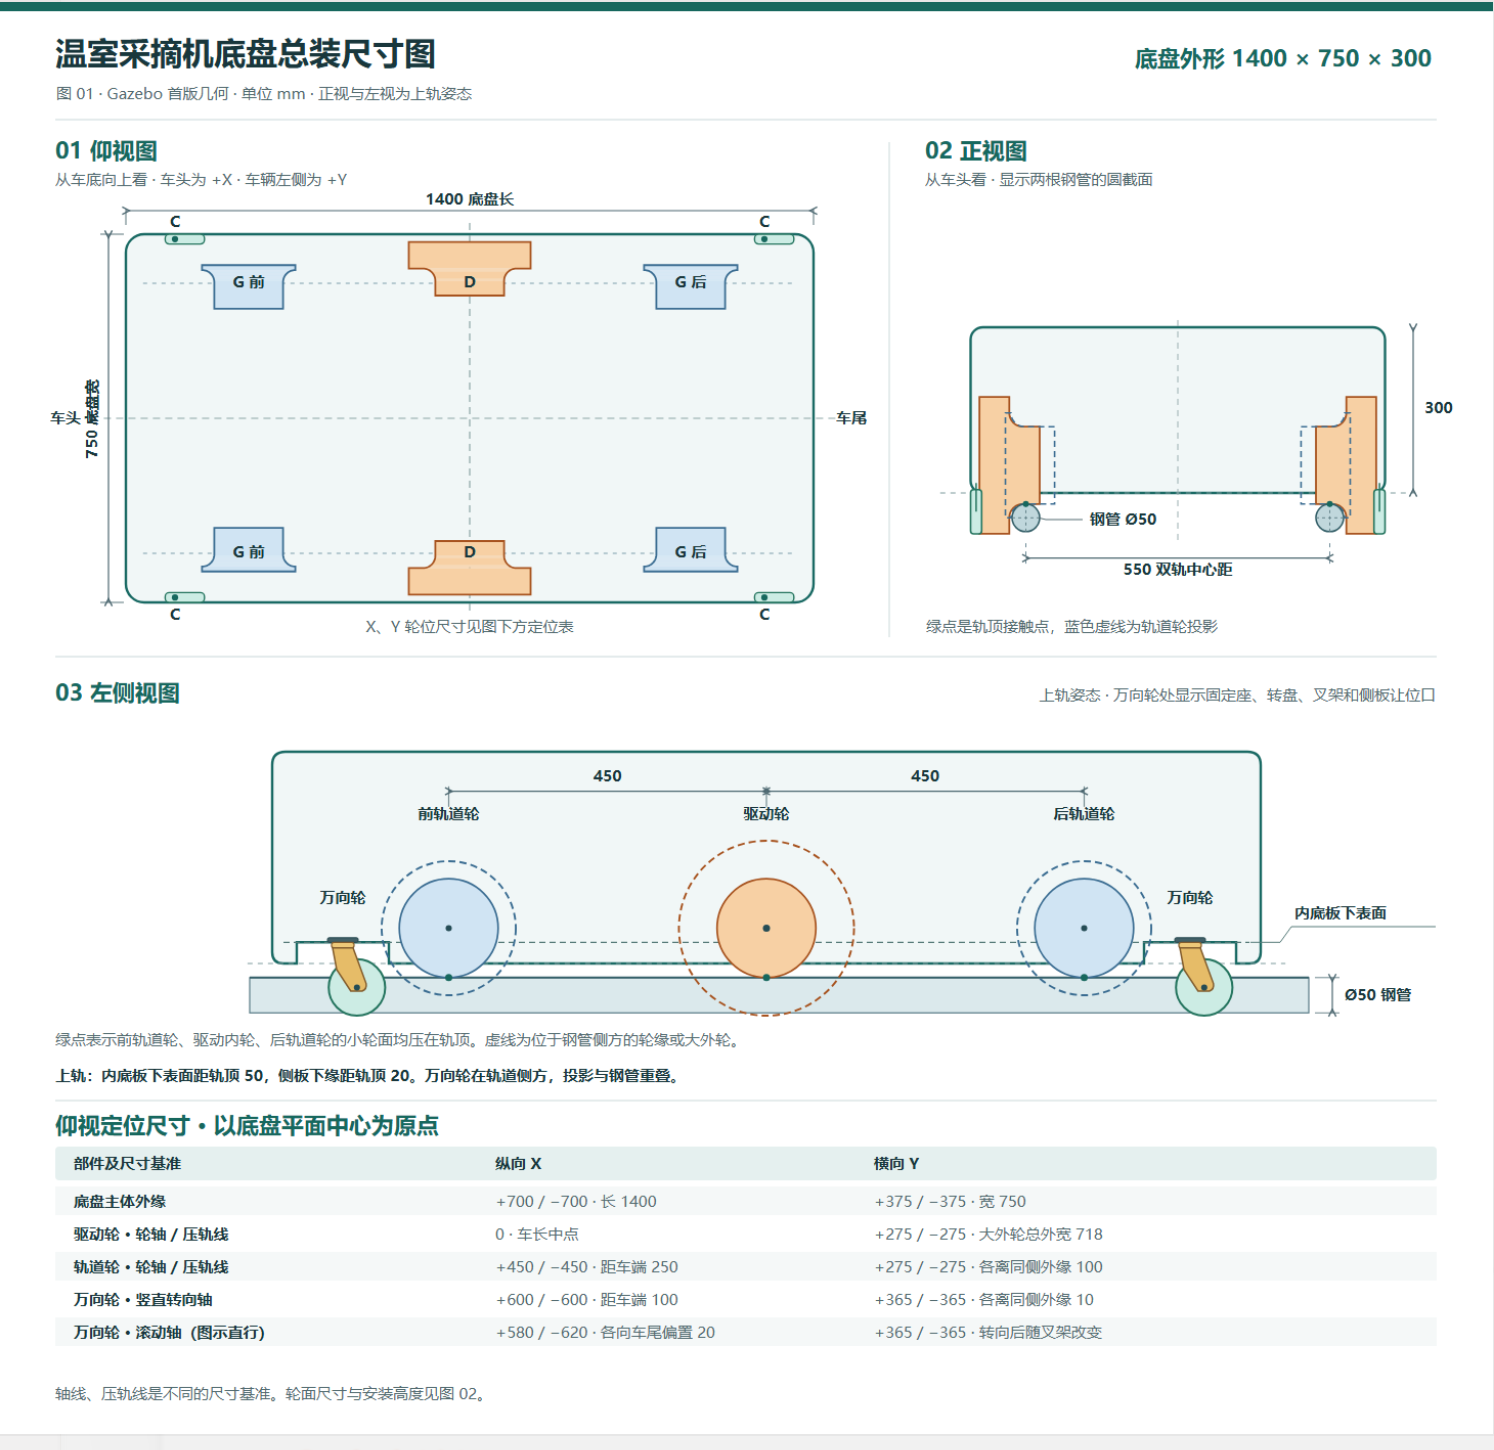 温室采摘机底盘总装尺寸图
底盘外形 1400 × 750 × 300
图 01 · Gazebo 首版几何 · 单位 mm · 正视与左视为上轨姿态
01 仰视图
从车底向上看 · 车头为 +X · 车辆左侧为 +Y
1400 底盘长
C
C
G 前
D
G 后
车头
750 底盘宽
车尾
G 前
D
G 后
C
C
X、Y 轮位尺寸见图下方定位表
02 正视图
从车头看 · 显示两根钢管的圆截面
300
钢管 Ø50
550 双轨中心距
绿点是轨顶接触点，蓝色虚线为轨道轮投影
03 左侧视图
上轨姿态 · 万向轮处显示固定座、转盘、叉架和侧板让位口
450
450
前轨道轮
驱动轮
后轨道轮
万向轮
万向轮
内底板下表面
Ø50 钢管
绿点表示前轨道轮、驱动内轮、后轨道轮的小轮面均压在轨顶。虚线为位于钢管侧方的轮缘或大外轮。
上轨：内底板下表面距轨顶 50，侧板下缘距轨顶 20。万向轮在轨道侧方，投影与钢管重叠。
仰视定位尺寸 · 以底盘平面中心为原点
部件及尺寸基准 纵向 X 横向 Y
底盘主体外缘 +700 / −700 · 长 1400 +375 / −375 · 宽 750
驱动轮 · 轮轴 / 压轨线 0 · 车长中点 +275 / −275 · 大外轮总外宽 718
轨道轮 · 轮轴 / 压轨线 +450 / −450 · 距车端 250 +275 / −275 · 各离同侧外缘 100
万向轮 · 竖直转向轴 +600 / −600 · 距车端 100 +365 / −365 · 各离同侧外缘 10
万向轮 · 滚动轴（图示直行） +580 / −620 · 各向车尾偏置 20 +365 / −365 · 转向后随叉架改变
轴线、压轨线是不同的尺寸基准。轮面尺寸与安装高度见图 02。